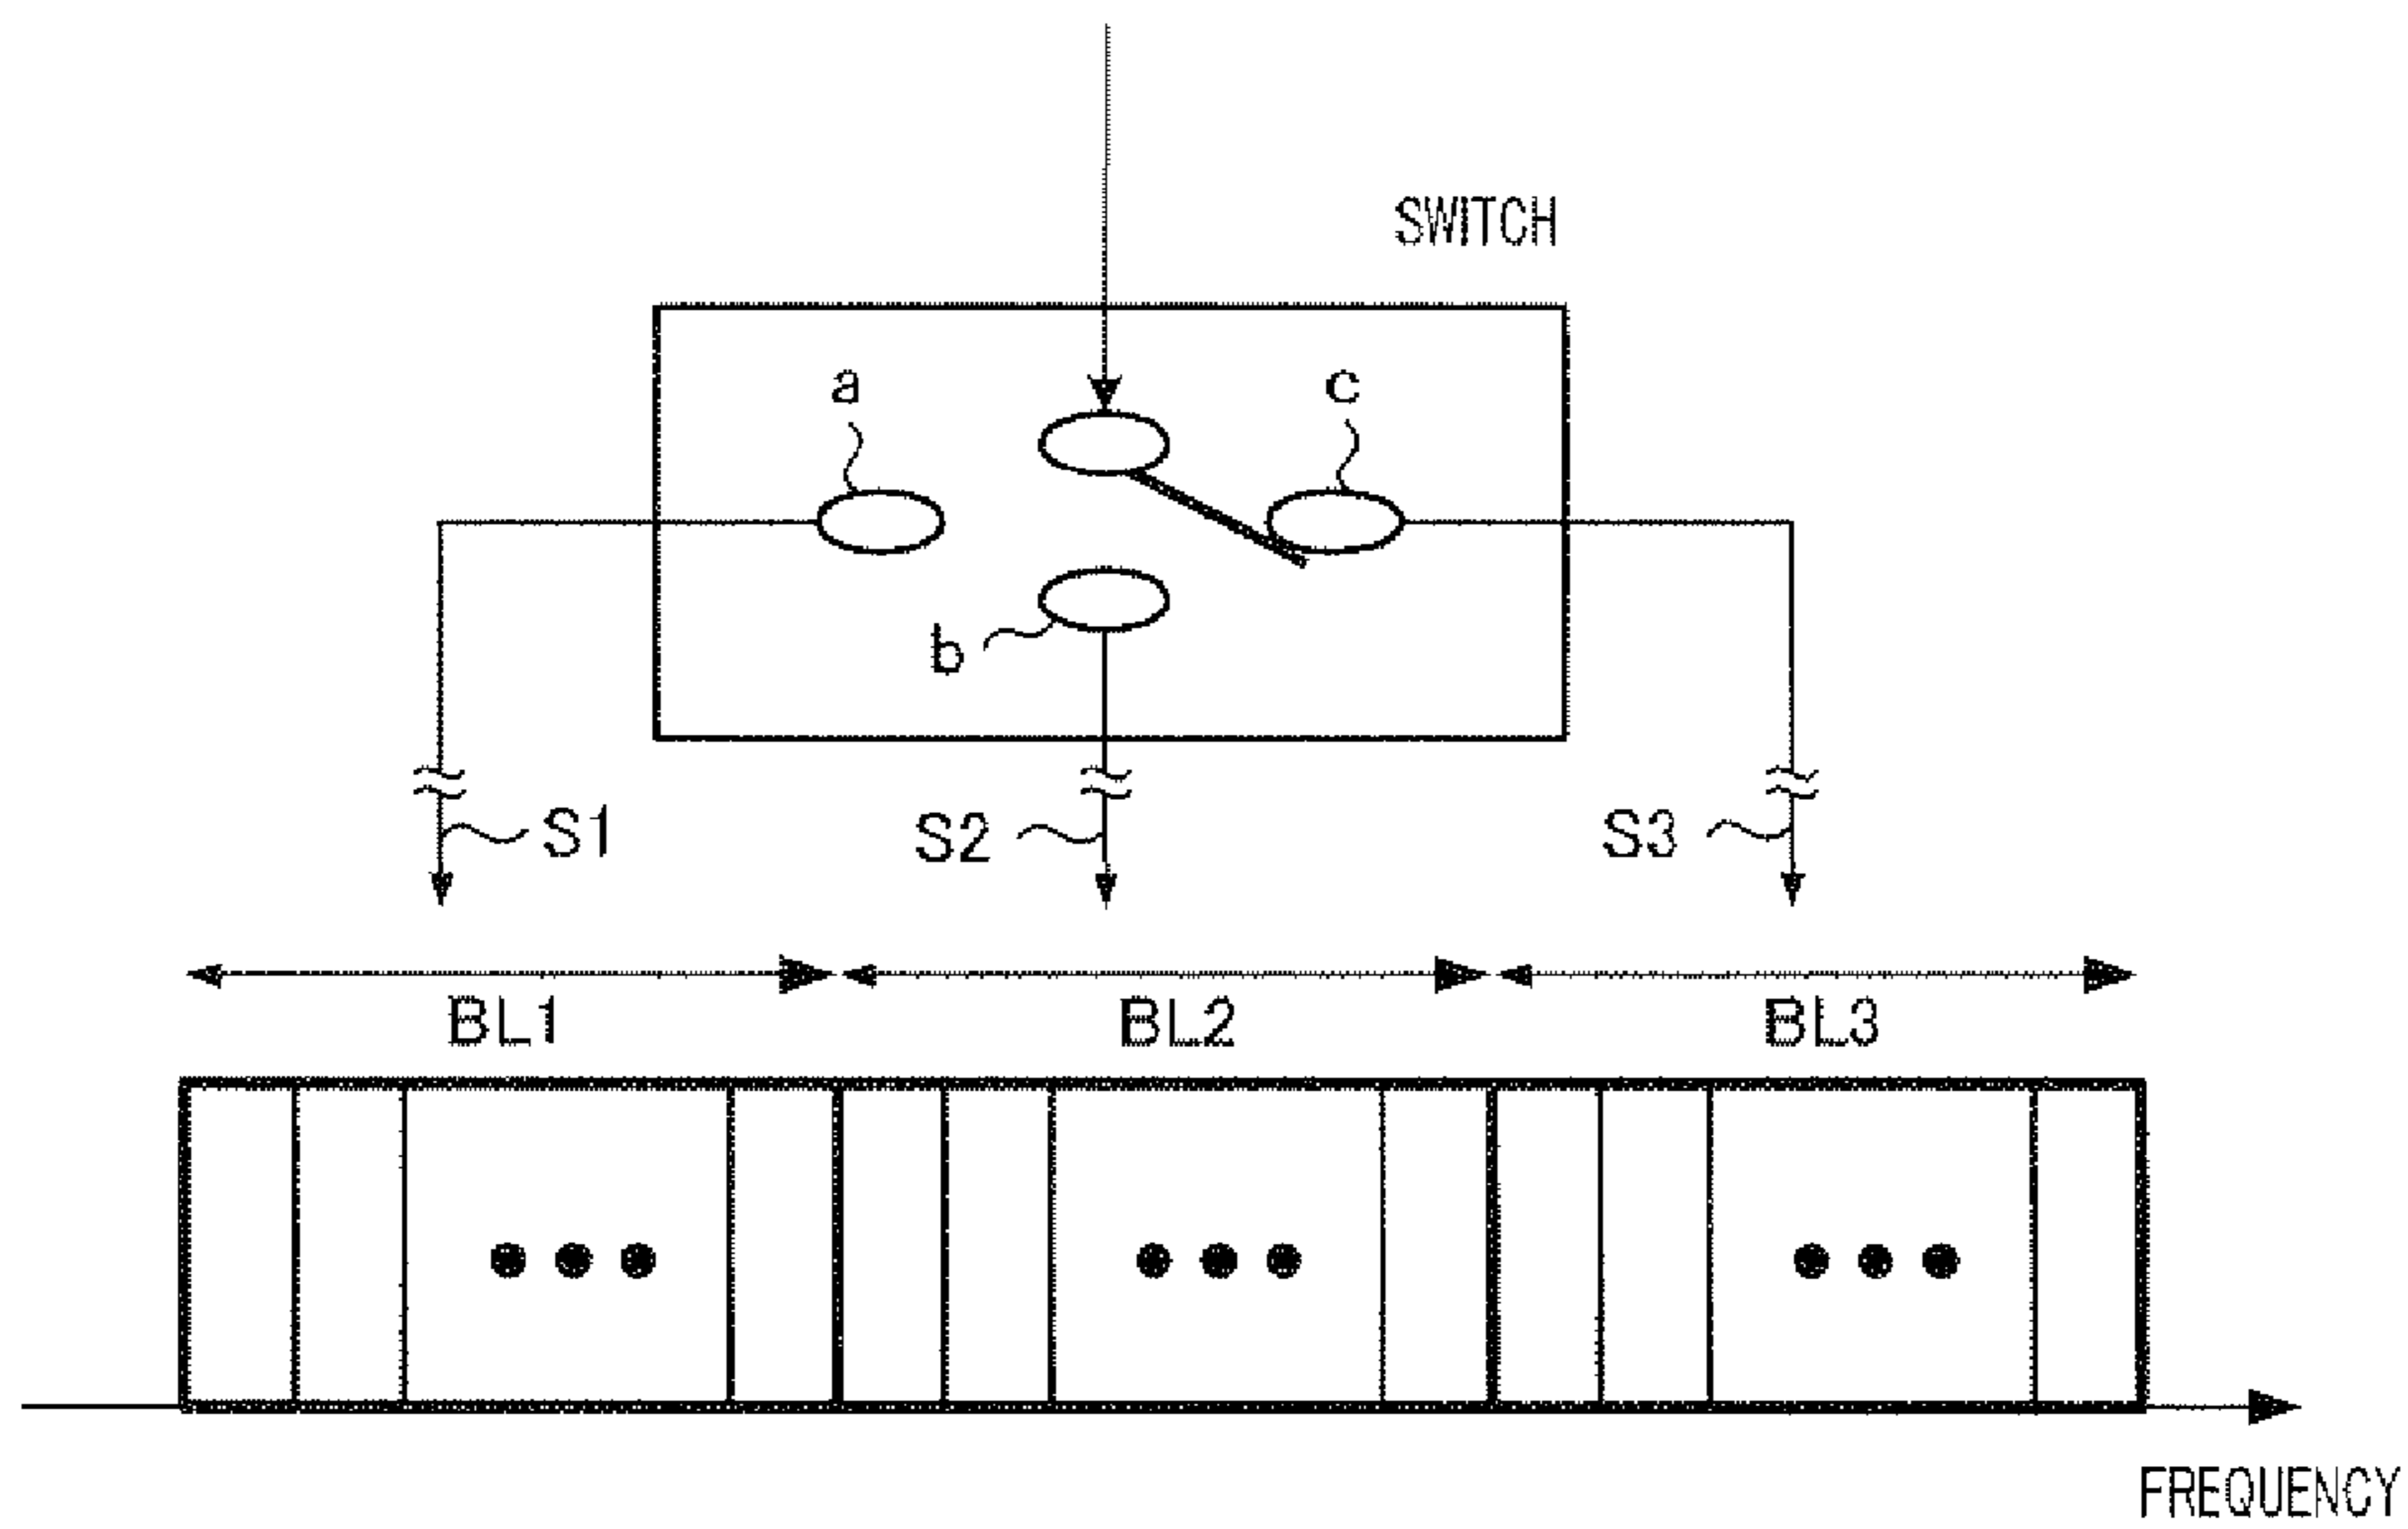 SWITCH
a
c
b
S1
S2
S3
BL1
BL2
BL3
FREQUENCY